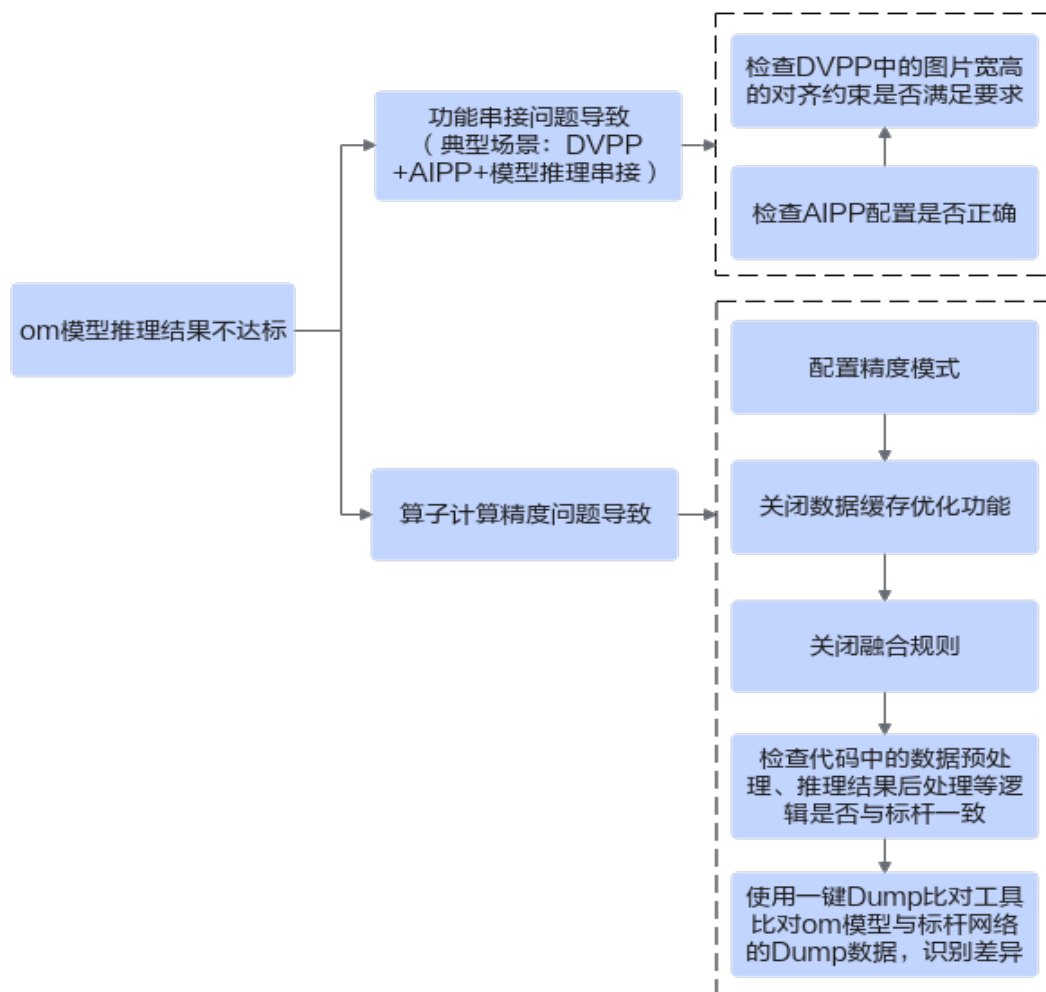 om模型推理结果不达标
功能串接问题导致
（典型场景：DVPP
+AIPP+模型推理串接）
检查DVPP中的图片宽高
的对齐约束是否满足要求
检查AIPP配置是否正确
算子计算精度问题导致
配置精度模式
关闭数据缓存优化功能
关闭融合规则
检查代码中的数据预处
理、推理结果后处理等逻
辑是否与标杆一致
使用一键Dump比对工具
比对om模型与标杆网络
的Dump数据，识别差异